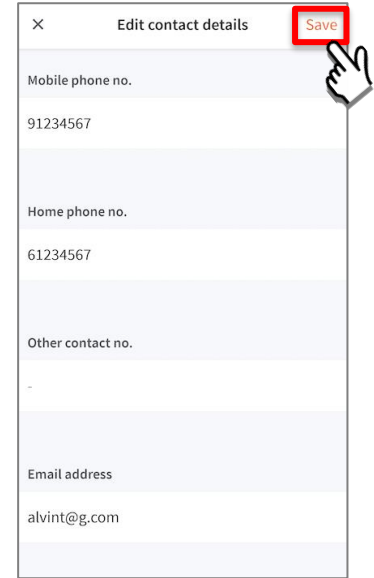 × Edit contact details Save
Mobile phone no.
91234567
Home phone no.
61234567
Other contact no.
-
Email address
alvint@g.com